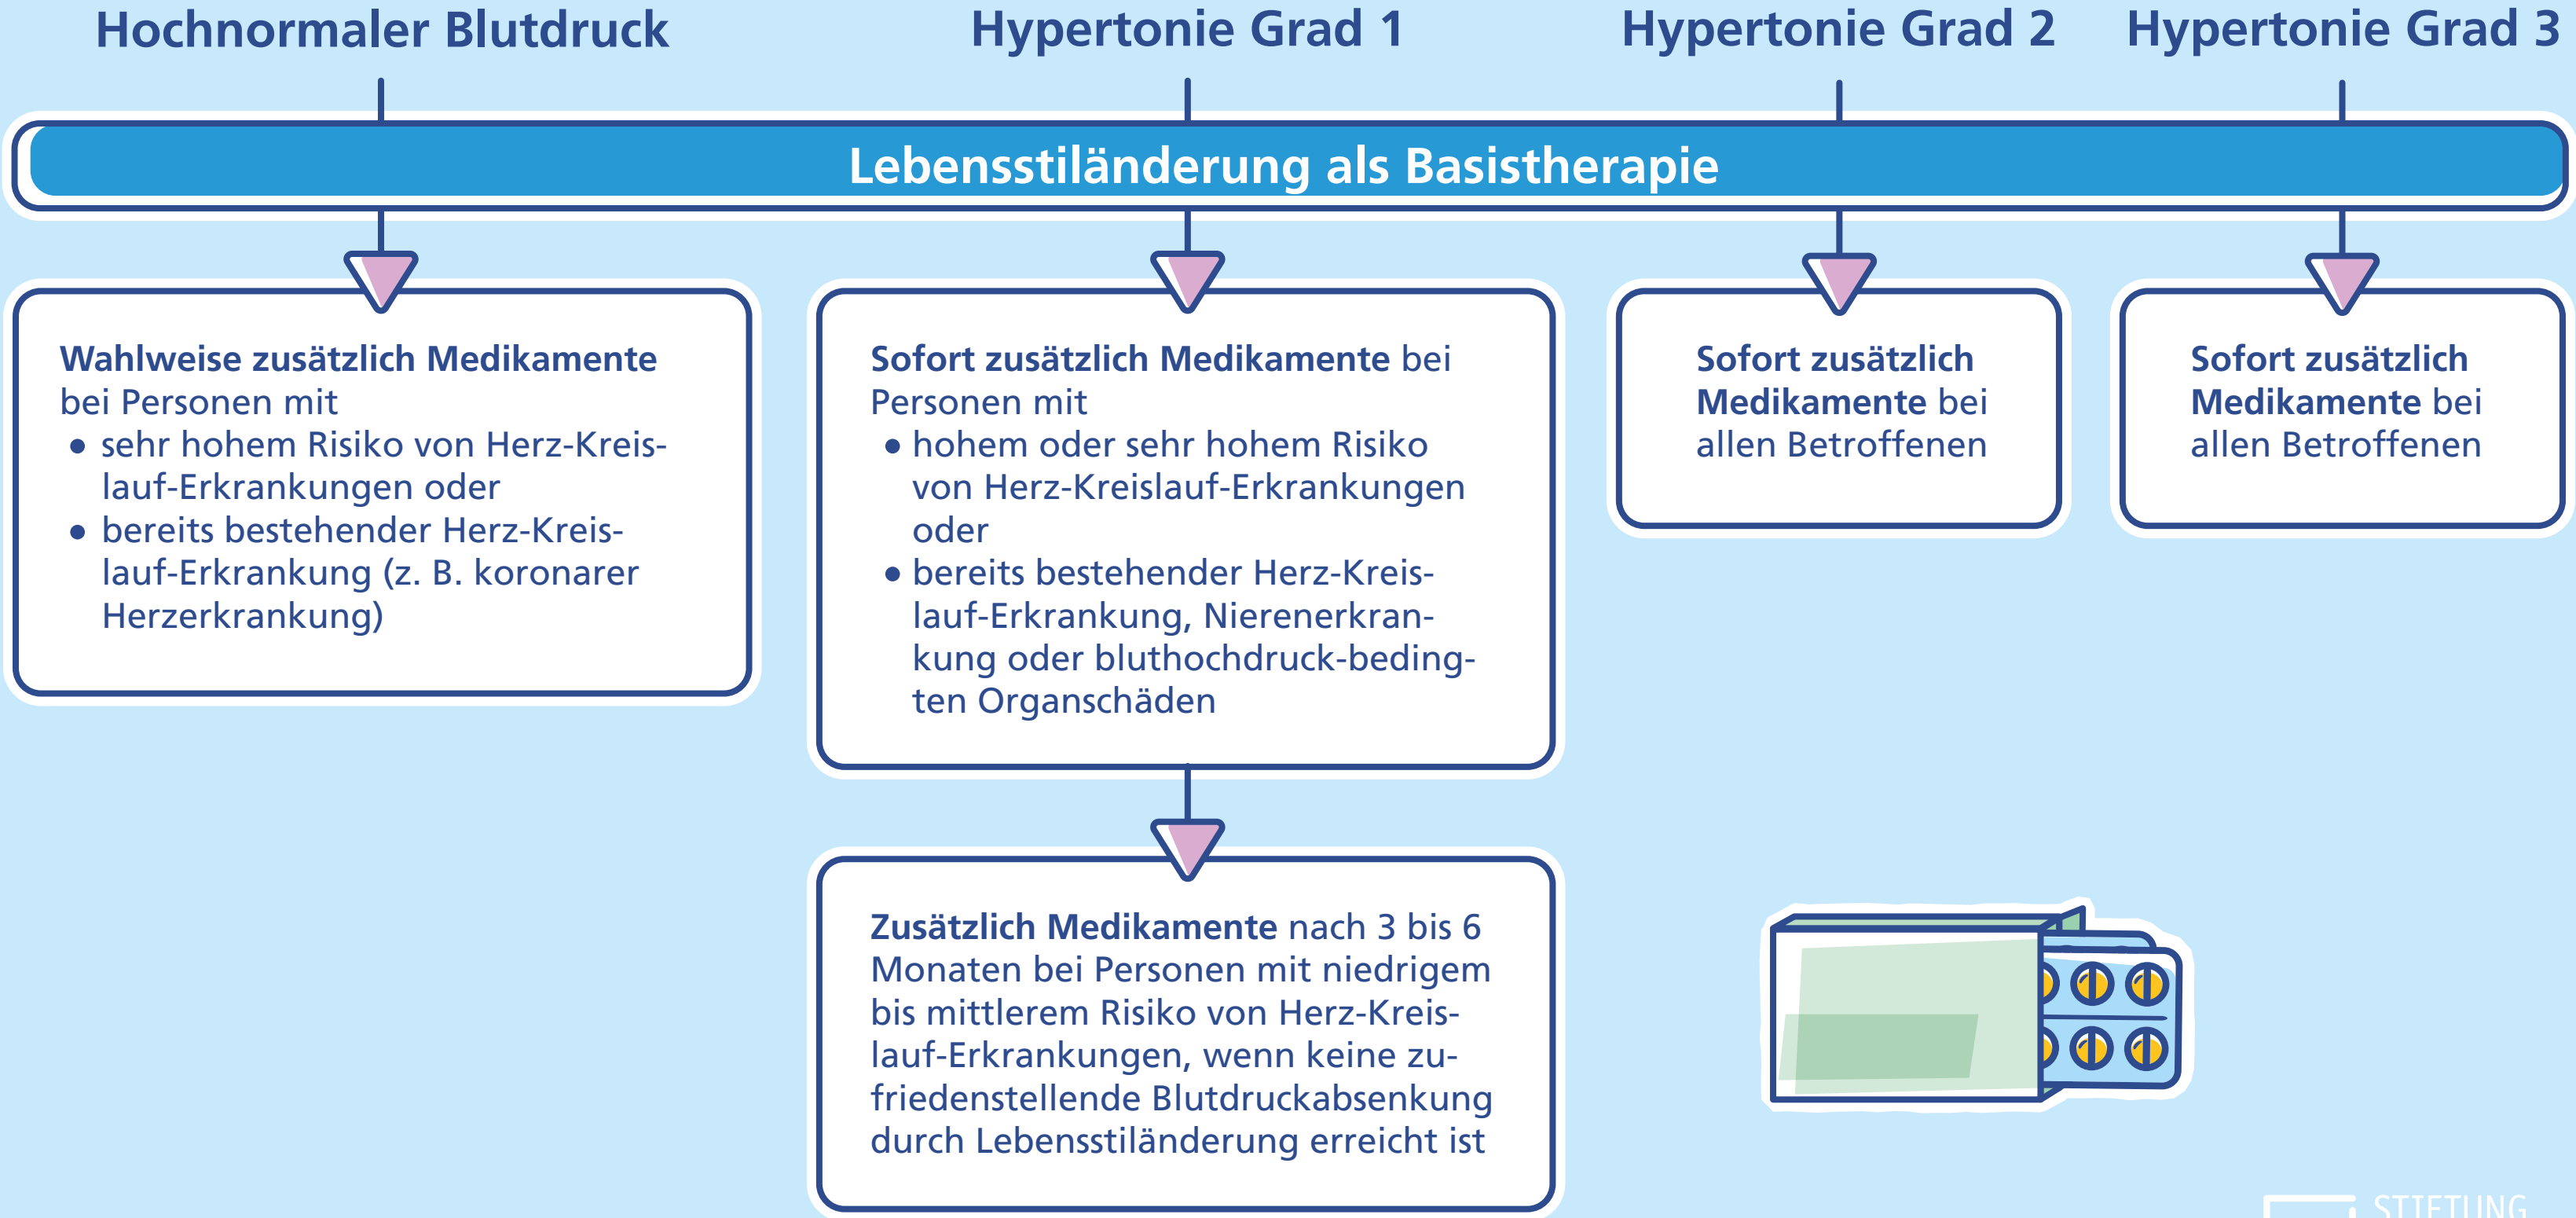 Hochnormaler Blutdruck
Hypertonie Grad 1
Hypertonie Grad 2
Hypertonie Grad 3
Lebensstiländerung als Basistherapie
Wahlweise zusätzlich Medikamente
bei Personen mit
• sehr hohem Risiko von Herz-Kreis-
lauf-Erkrankungen oder
• bereits bestehender Herz-Kreis-
lauf-Erkrankung (z. B. koronarer
Herzerkrankung)
Sofort zusätzlich Medikamente bei
Personen mit
• hohem oder sehr hohem Risiko
von Herz-Kreislauf-Erkrankungen
oder
• bereits bestehender Herz-Kreis-
lauf-Erkrankung, Nierenerkran-
kung oder bluthochdruck-beding-
ten Organschäden
Zusätzlich Medikamente nach 3 bis 6
Monaten bei Personen mit niedrigem
bis mittlerem Risiko von Herz-Kreis-
lauf-Erkrankungen, wenn keine zu-
friedenstellende Blutdruckabsenkung
durch Lebensstiländerung erreicht ist
Sofort zusätzlich
Medikamente bei
allen Betroffenen
Sofort zusätzlich
Medikamente bei
allen Betroffenen
STIFTUNG